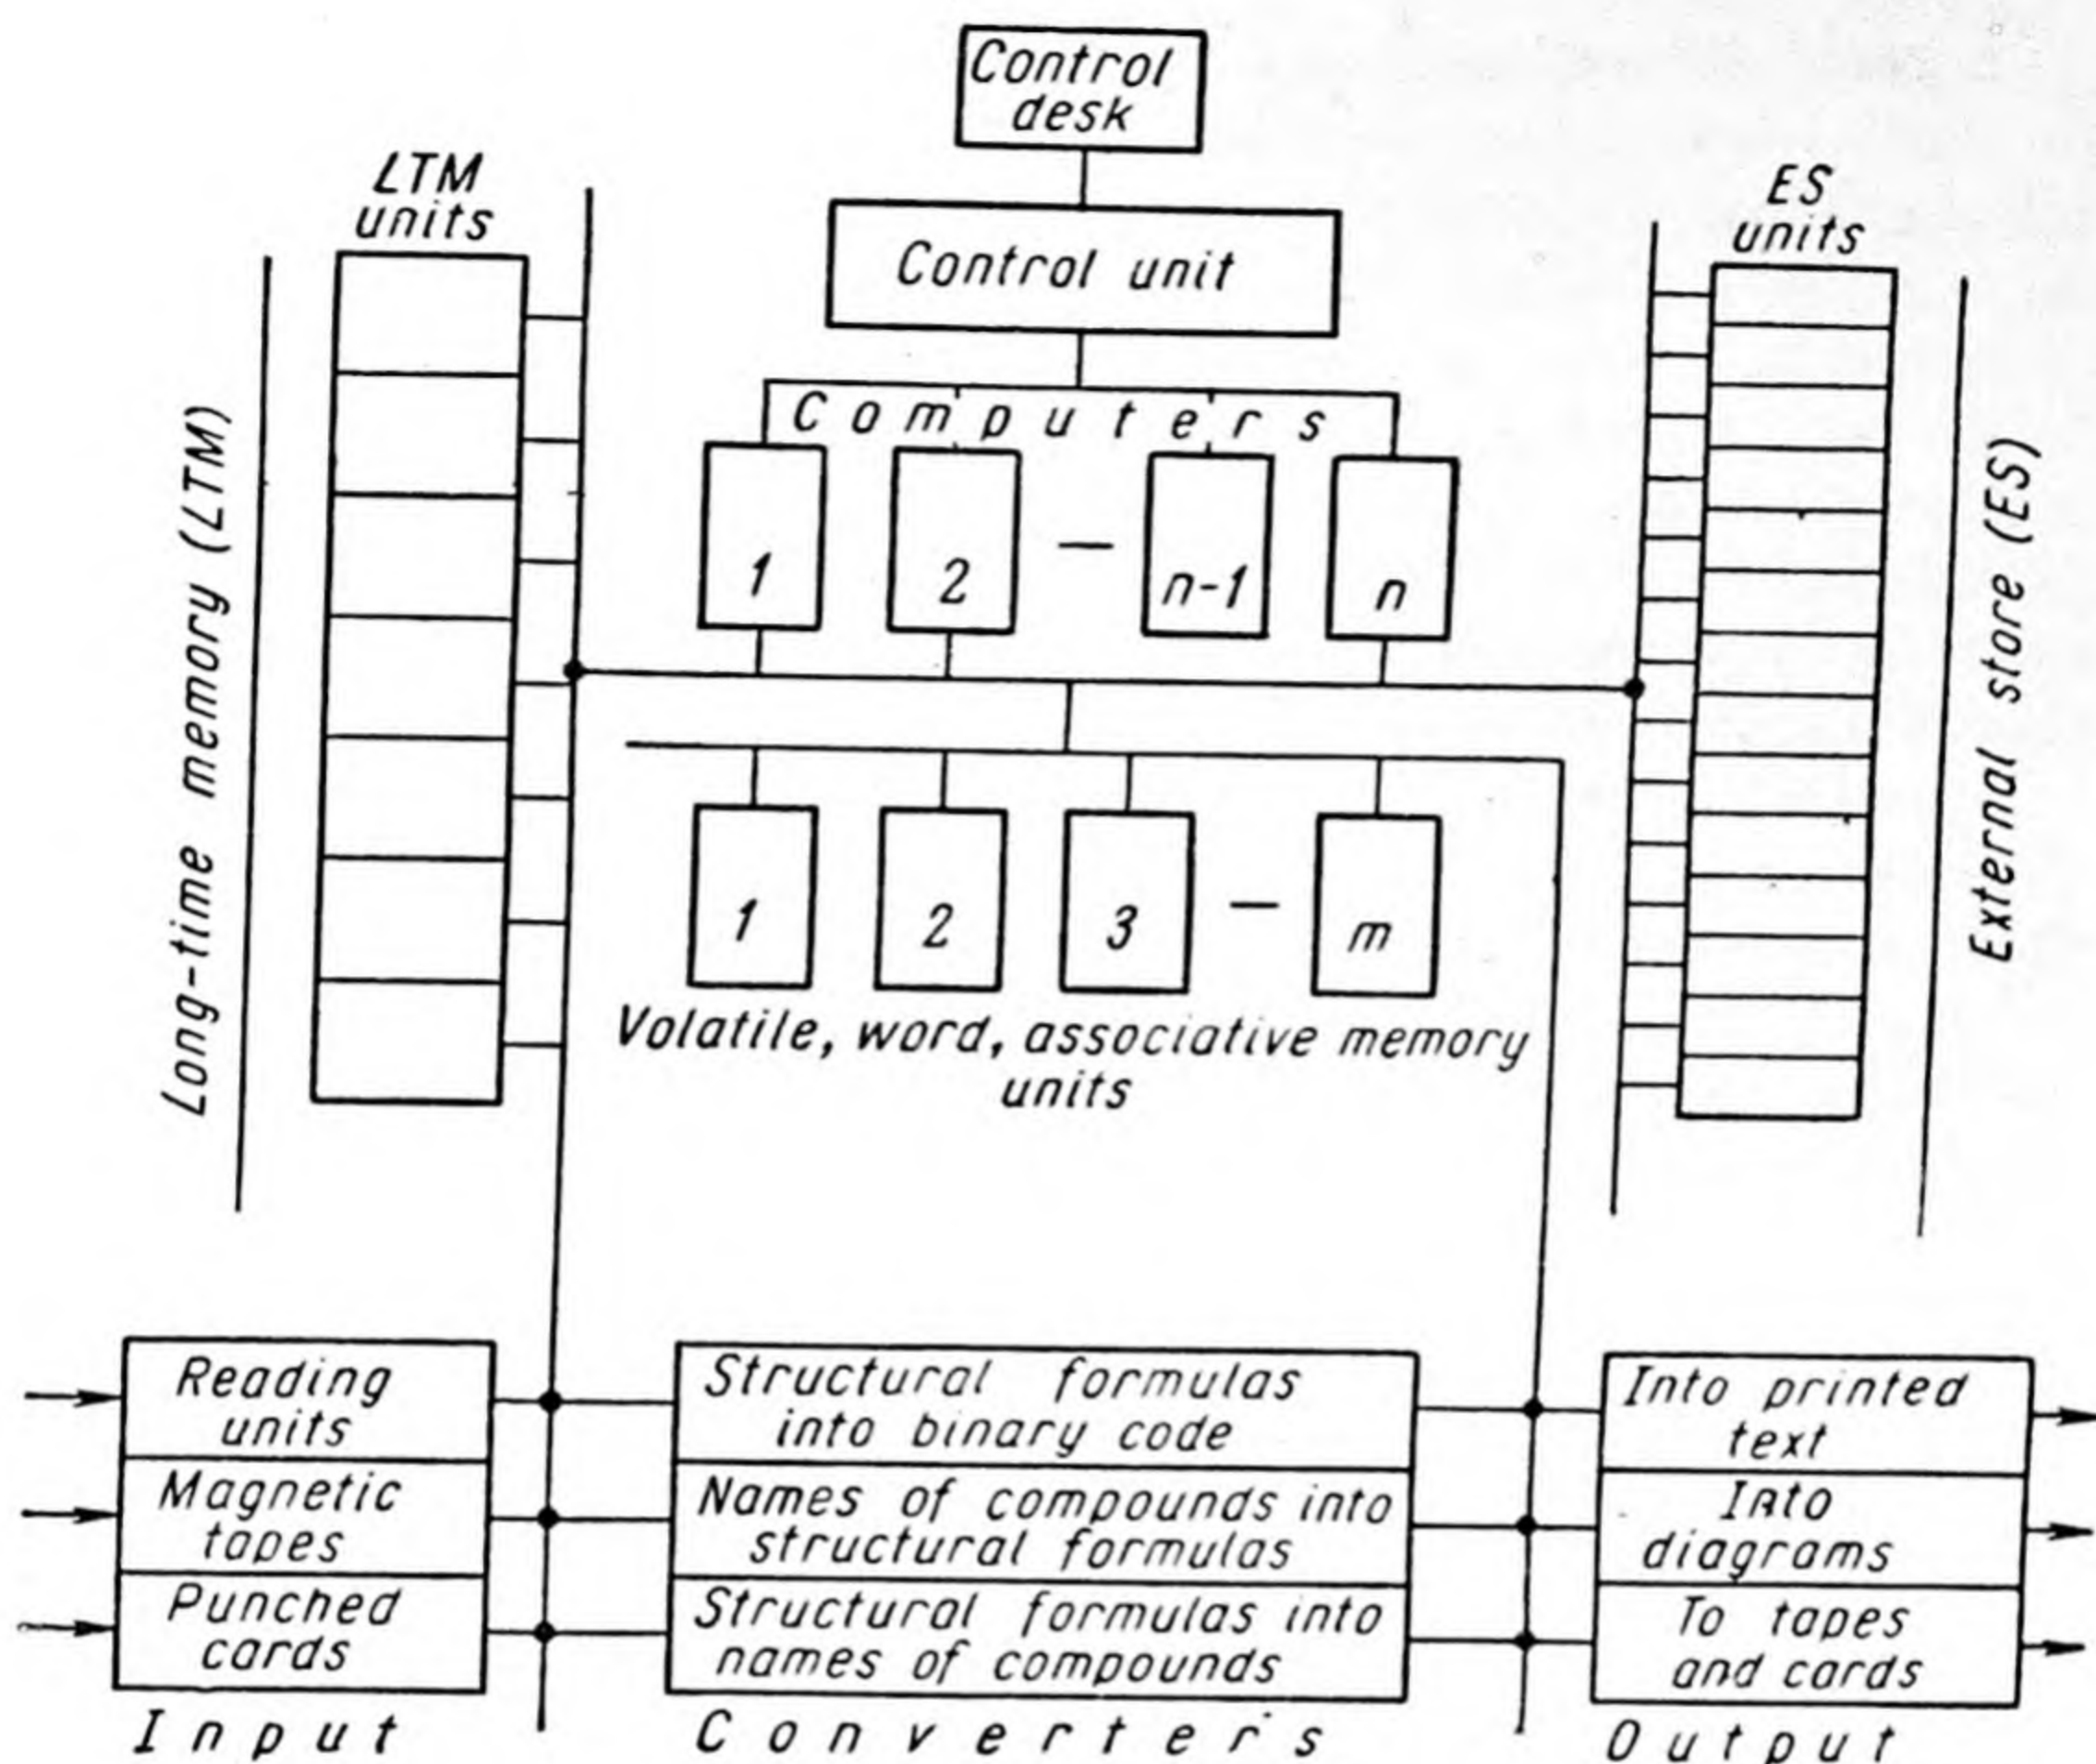 Control
desk
LTM
units
ES
units
Control unit
Computers
1
2
n-1
n
Long-time memory (LTM)
External store (ES)
1
2
3
m
Volatile, word, associative memory
units
Reading
units
Magnetic
tapes
Punched
cards
Input
Structural formulas
into binary code
Names of compounds into
structural formulas
Structural formulas into
names of compounds
Converters
Into printed
text
Into
diagrams
To tapes
and cards
Output